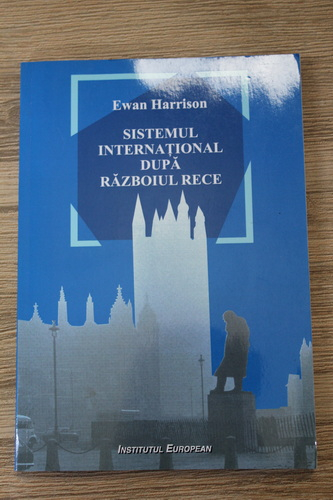 Ewan Harrison
SISTEMUL
INTERNAȚIONAL
DUPĂ
RĂZBOIUL RECE
INSTITUTUL EUROPEAN